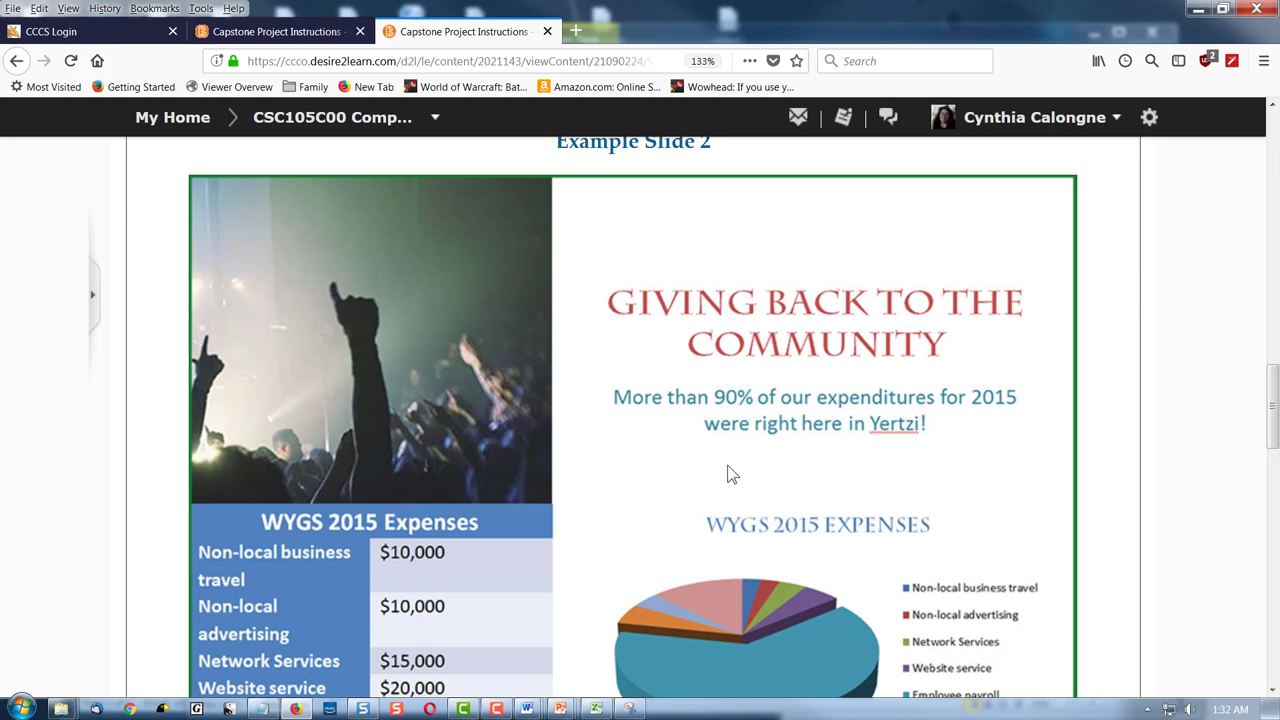 File Edit View History Bookmarks Tools Help
CCCS Login
Capstone Project Instructions -
Capstone Project Instructions -
https://ccco.desire2learn.com/d2l/le/content/2021143/viewContent/21090224/
133%
Search
2
Most Visited
Getting Started
Viewer Overview
Family
New Tab
World of Warcraft: Bat...
Amazon.com: Online S...
Wowhead: If you use y...
My Home
CSC105C00 Comp...
Cynthia Calongne
Example Slide 2
GIVING BACK TO THE
COMMUNITY
More than 90% of our expenditures for 2015
were right here in Yertzi!
WYGS 2015 Expenses
Non-local business travel $10,000
Non-local advertising $10,000
Network Services $15,000
Website service $20,000
WYGS 2015 EXPENSES
Non-local business travel
Non-local advertising
Network Services
Website service
Employee payroll
1:32 AM